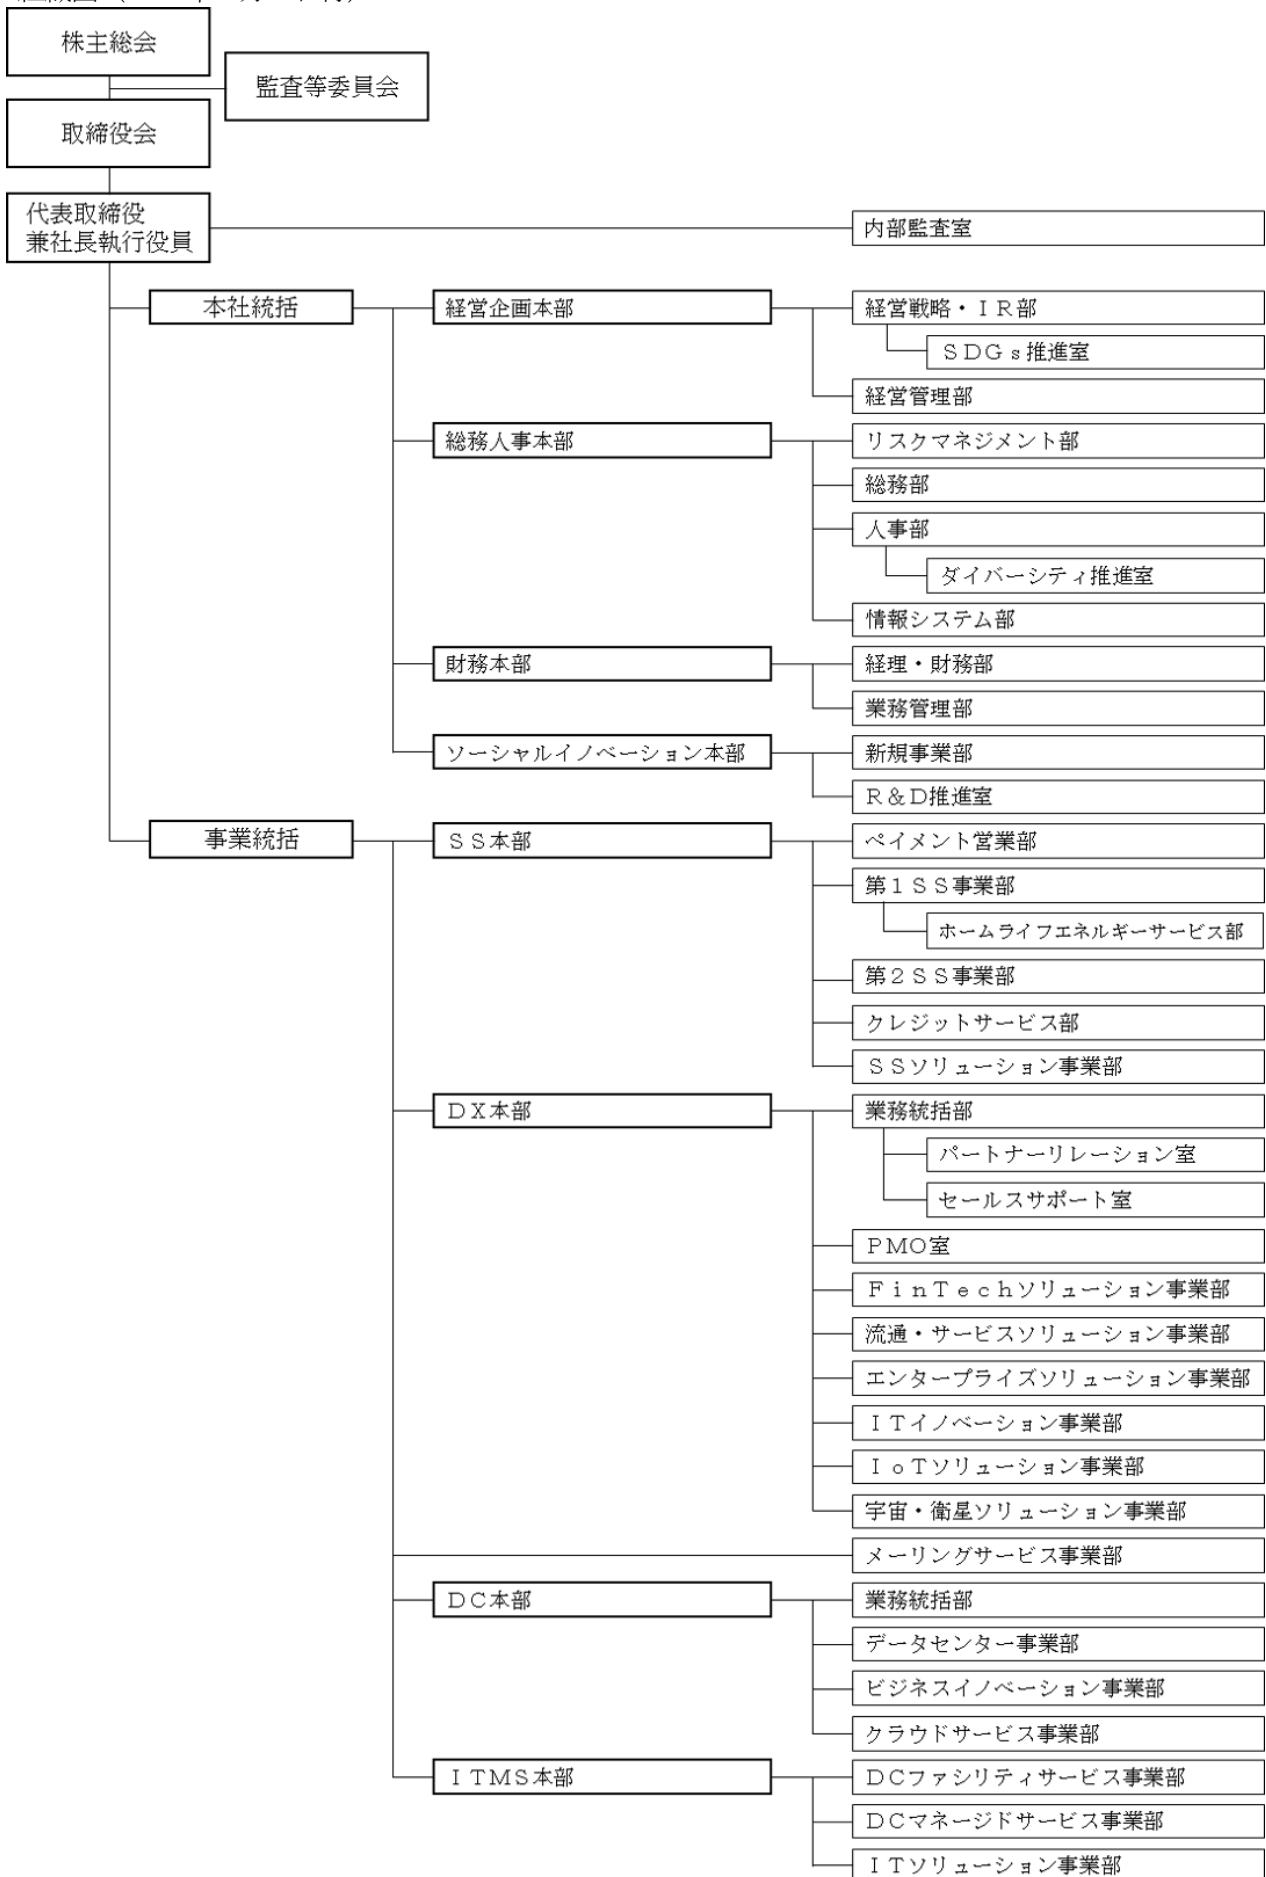 株主総会
監査等委員会
取締役会
代表取締役
兼社長執行役員
内部監査室
本社統括
経営企画本部
経営戦略・ＩＲ部
ＳＤＧｓ推進室
経営管理部
総務人事本部
リスクマネジメント部
総務部
人事部
ダイバーシティ推進室
情報システム部
財務本部
経理・財務部
業務管理部
ソーシャルイノベーション本部
新規事業部
Ｒ＆Ｄ推進室
事業統括
ＳＳ本部
ペイメント営業部
第１ＳＳ事業部
ホームライフエネルギーサービス部
第２ＳＳ事業部
クレジットサービス部
ＳＳソリューション事業部
ＤＸ本部
業務統括部
パートナーリレーション室
セールスサポート室
ＰＭＯ室
ＦｉｎＴｅｃｈソリューション事業部
流通・サービスソリューション事業部
エンタープライズソリューション事業部
ＩＴイノベーション事業部
ＩｏＴソリューション事業部
宇宙・衛星ソリューション事業部
メーリングサービス事業部
ＤＣ本部
業務統括部
データセンター事業部
ビジネスイノベーション事業部
クラウドサービス事業部
ＩＴＭＳ本部
ＤＣファシリティサービス事業部
ＤＣマネージドサービス事業部
ＩＴソリューション事業部